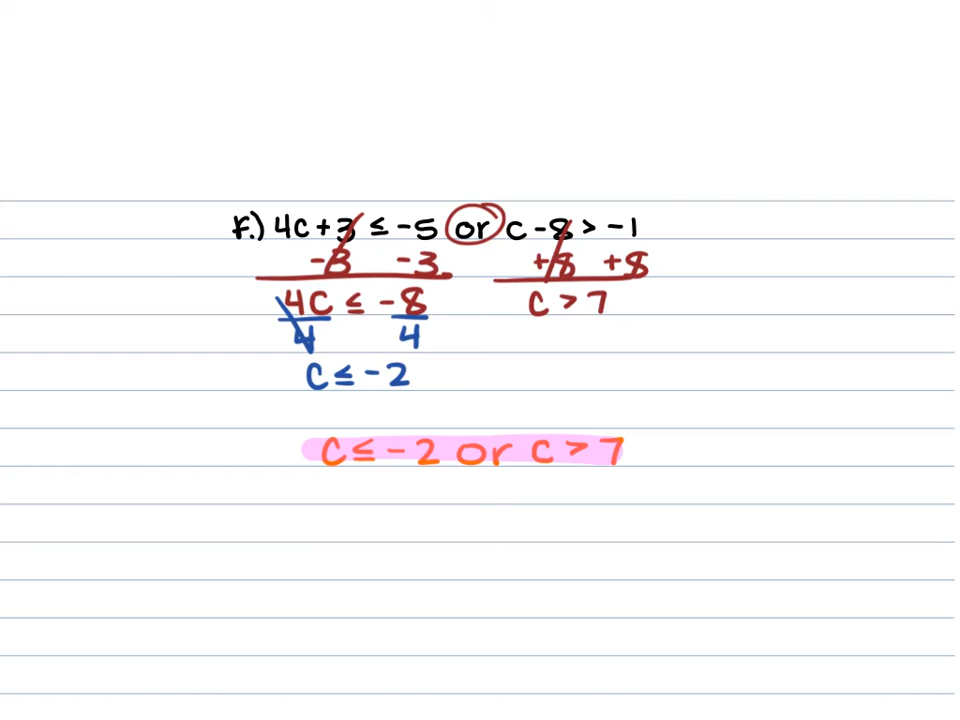 F.) 4c+3 ≤ -5 or c-8 > -1
-3 -3 +8 +8
4c ≤ -8 c > 7
4 4
c ≤ -2
c ≤ -2 or c > 7